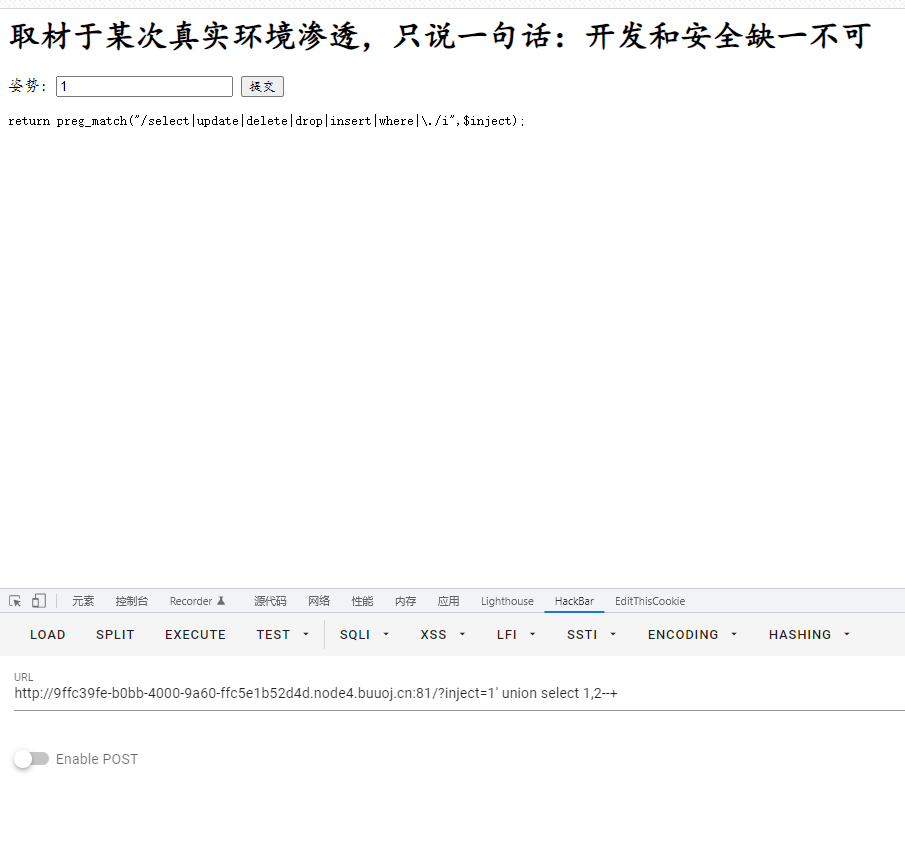 取材于某次真实环境渗透，只说一句话：开发和安全缺一不可
姿势: 1 提交
return preg_match("/select|update|delete|drop|insert|where|\./i",$inject);
元素 控制台 Recorder 源代码 网络 性能 内存 应用 Lighthouse HackBar EditThisCookie
LOAD SPLIT EXECUTE TEST SQLI XSS LFI SSTI ENCODING HASHING
URL
http://9ffc39fe-b0bb-4000-9a60-ffc5e1b52d4d.node4.buuoj.cn:81/?inject=1' union select 1,2--+
Enable POST